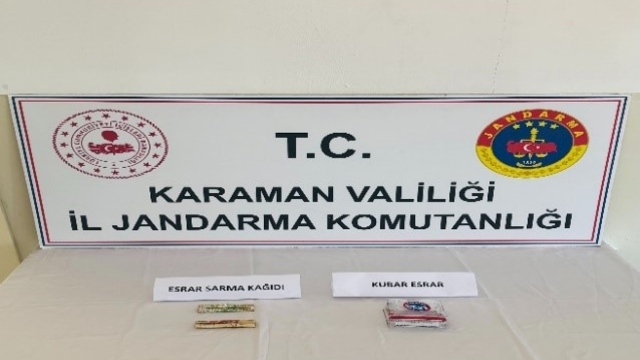 T.C.
KARAMAN VALİLİĞİ
İL JANDARMA KOMUTANLIĞI
JANDARMA
ESRAR SARMA KAĞIDI
KUBAR ESRAR